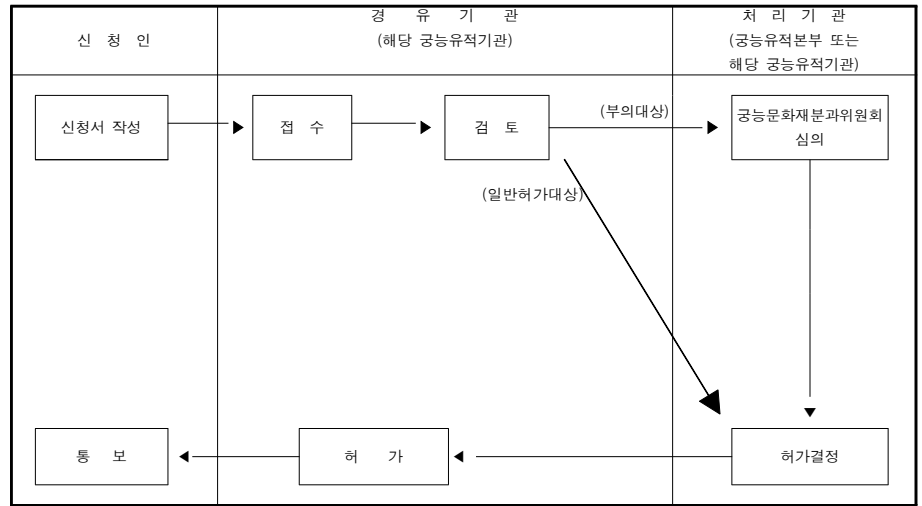 신 청 인
경 유 기 관
(해당 궁능유적기관)
처 리 기 관
(궁능유적본부 또는
해당 궁능유적기관)
신청서 작성
접 수
검 토
(부의대상)
궁능문화재분과위원회
심의
(일반허가대상)
통 보
허 가
허가결정